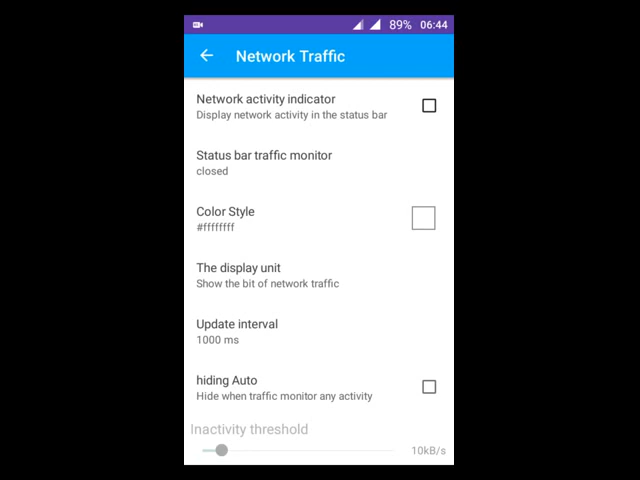 89% 06:44
Network Traffic
Network activity indicator
Display network activity in the status bar
Status bar traffic monitor
closed
Color Style
#ffffffff
The display unit
Show the bit of network traffic
Update interval
1000 ms
hiding Auto
Hide when traffic monitor any activity
Inactivity threshold
10kB/s